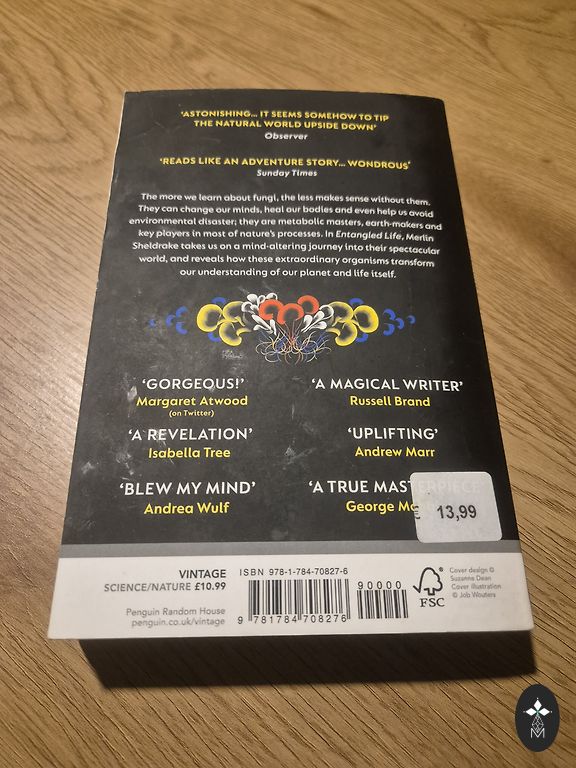 ‘ASTONISHING... IT SEEMS SOMEHOW TO TIP
THE NATURAL WORLD UPSIDE DOWN’
Observer
‘READS LIKE AN ADVENTURE STORY... WONDROUS’
Sunday Times
The more we learn about fungi, the less makes sense without them.
They can change our minds, heal our bodies and even help us avoid
environmental disaster; they are metabolic masters, earth-makers and
key players in most of nature's processes. In Entangled Life, Merlin
Sheldrake takes us on a mind-altering journey into their spectacular
world, and reveals how these extraordinary organisms transform
our understanding of our planet and life itself.
‘GORGEOUS!’
Margaret Atwood
(on Twitter)
‘A MAGICAL WRITER’
Russell Brand
‘A REVELATION’
Isabella Tree
‘UPLIFTING’
Andrew Marr
‘BLEW MY MIND’
Andrea Wulf
‘A TRUE MASTERPIECE’
George
13,99
VINTAGE
SCIENCE/NATURE £10.99
Penguin Random House
penguin.co.uk/vintage
ISBN 978-1-784-70827-6
90000
9 781784 708276
FSC
Cover design ©
Suzanne Dean
Cover illustration
© Job Wouters
M